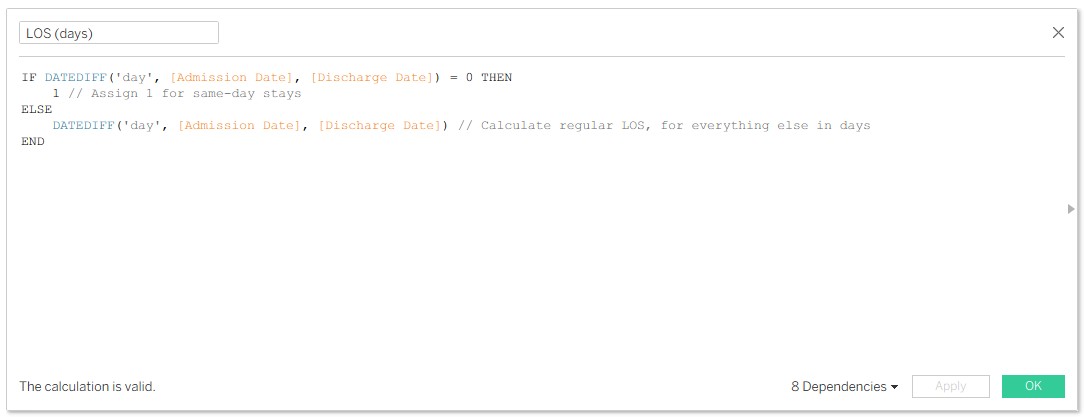 LOS (days)
IF DATEDIFF('day', [Admission Date], [Discharge Date]) = 0 THEN
    1 // Assign 1 for same-day stays
ELSE
    DATEDIFF('day', [Admission Date], [Discharge Date]) // Calculate regular LOS, for everything else in days
END
The calculation is valid.
8 Dependencies
Apply
OK